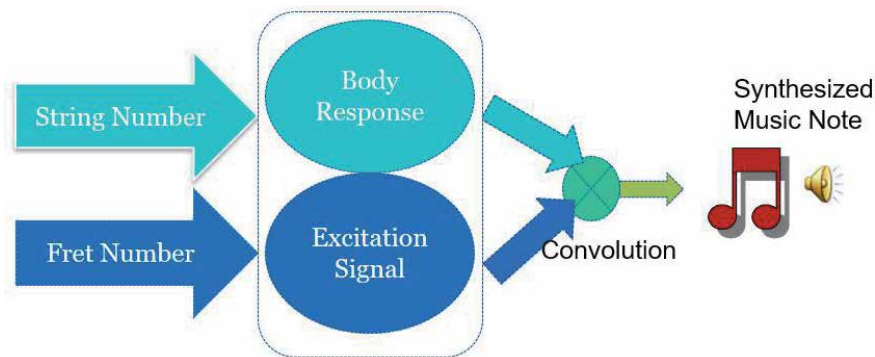 String Number
Body
Response
Synthesized
Music Note
Fret Number
Excitation
Signal
Convolution